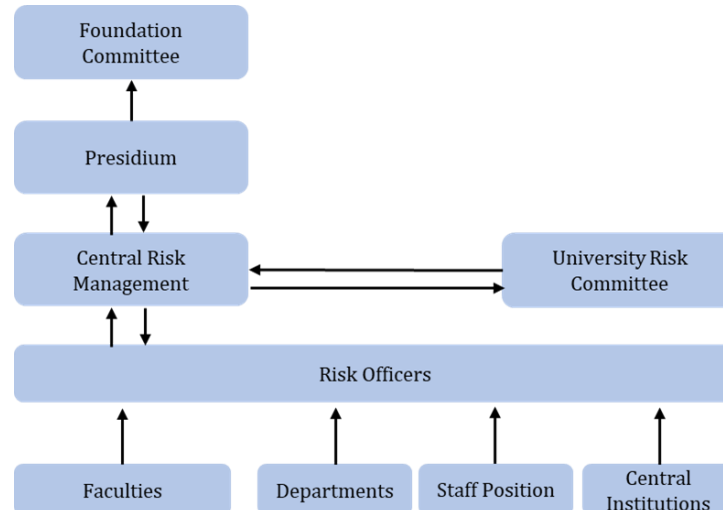 Foundation
Committee
Presidium
Central Risk
Management
University Risk
Committee
Risk Officers
Faculties
Departments
Staff Position
Central
Institutions